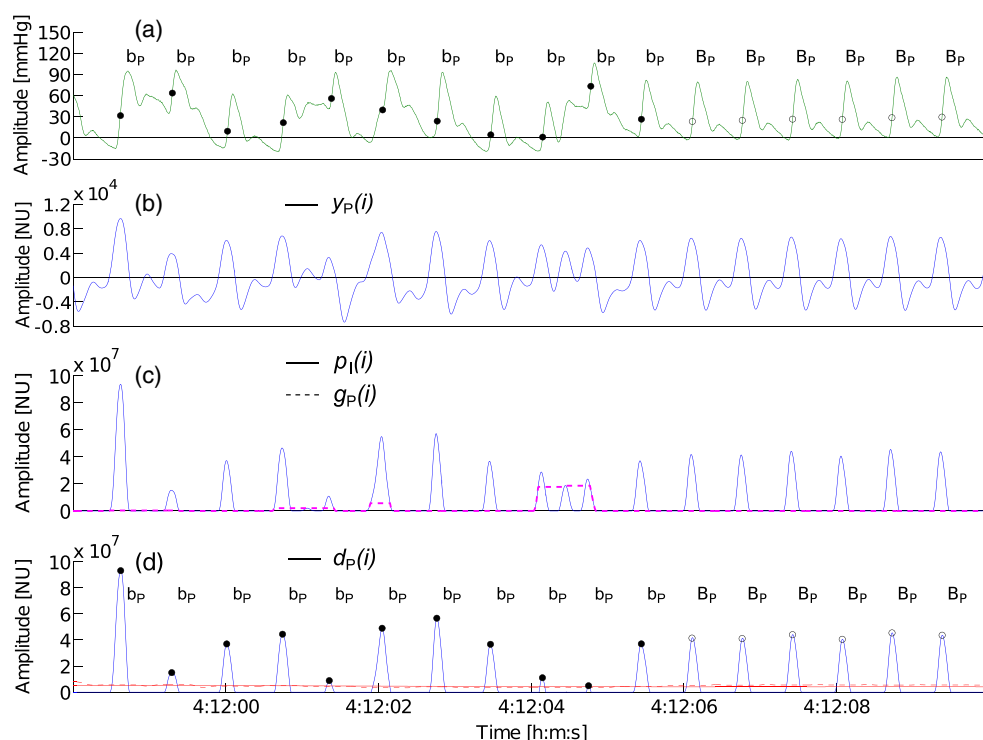 (a)
Amplitude [mmHg]
150
120
90
60
30
0
-30
bP bP bP bP bP bP bP bP bP bP bP BP BP BP BP BP BP
(b)
x 10^4
Amplitude [NU]
1.2
0.8
0.4
0
-0.4
-0.8
yP(i)
(c)
x 10^7
Amplitude [NU]
10
8
6
4
2
0
pI(i)
gP(i)
(d)
x 10^7
Amplitude [NU]
10
8
6
4
2
0
dP(i)
bP bP bP bP bP bP bP bP bP bP bP BP BP BP BP BP BP
4:12:00 4:12:02 4:12:04 4:12:06 4:12:08
Time [h:m:s]